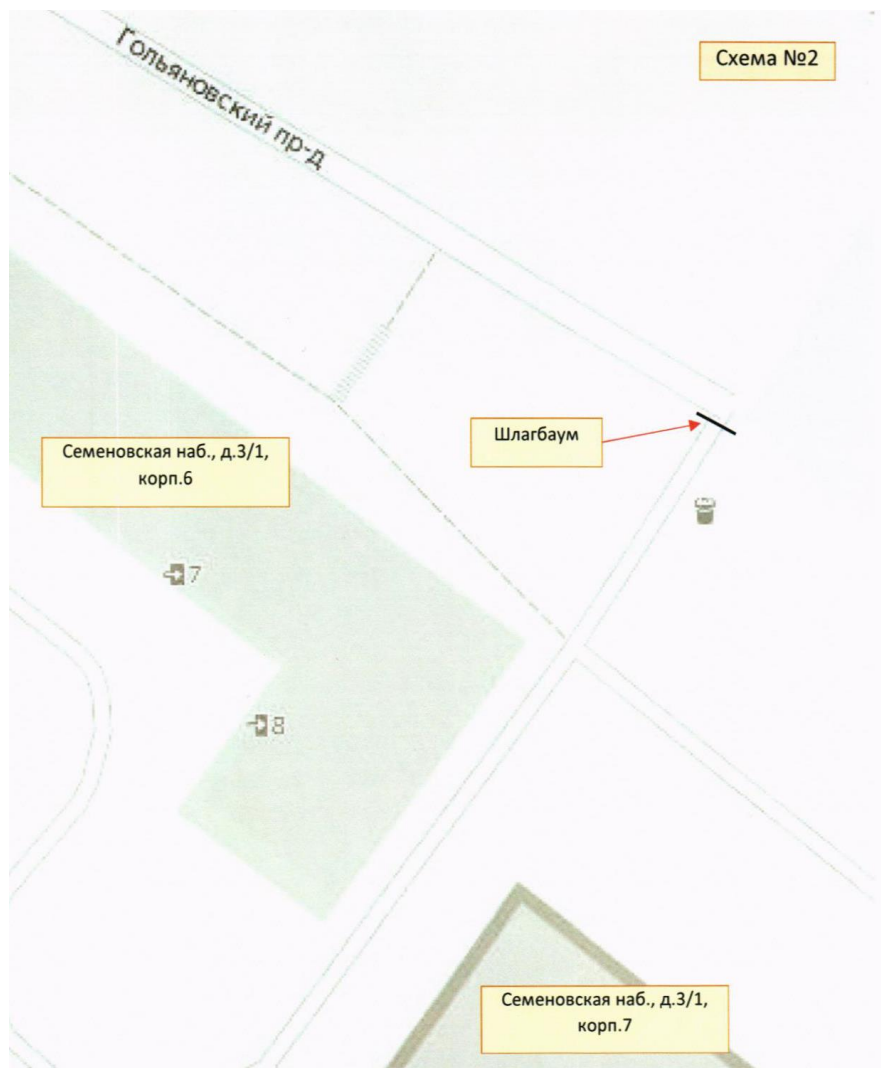 Схема №2
Гольяновский пр-д
Шлагбаум
Семеновская наб., д.3/1,
корп.6
7
8
Семеновская наб., д.3/1,
корп.7